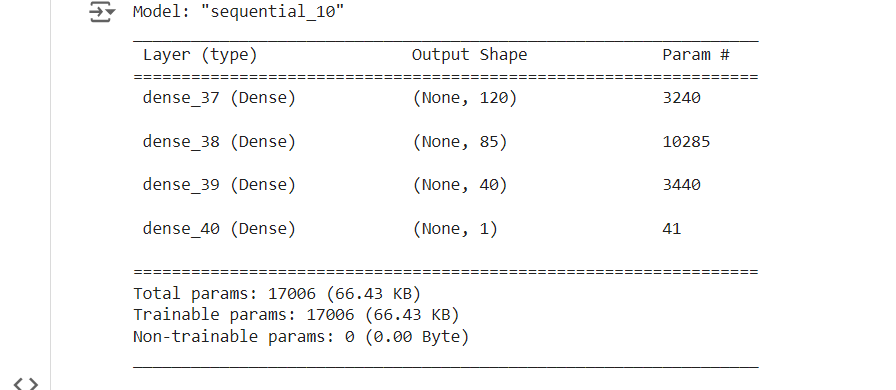 Model: "sequential_10"
_________________________________________________________________
Layer (type) Output Shape Param #
=================================================================
dense_37 (Dense) (None, 120) 3240
dense_38 (Dense) (None, 85) 10285
dense_39 (Dense) (None, 40) 3440
dense_40 (Dense) (None, 1) 41
=================================================================
Total params: 17006 (66.43 KB)
Trainable params: 17006 (66.43 KB)
Non-trainable params: 0 (0.00 Byte)
_________________________________________________________________